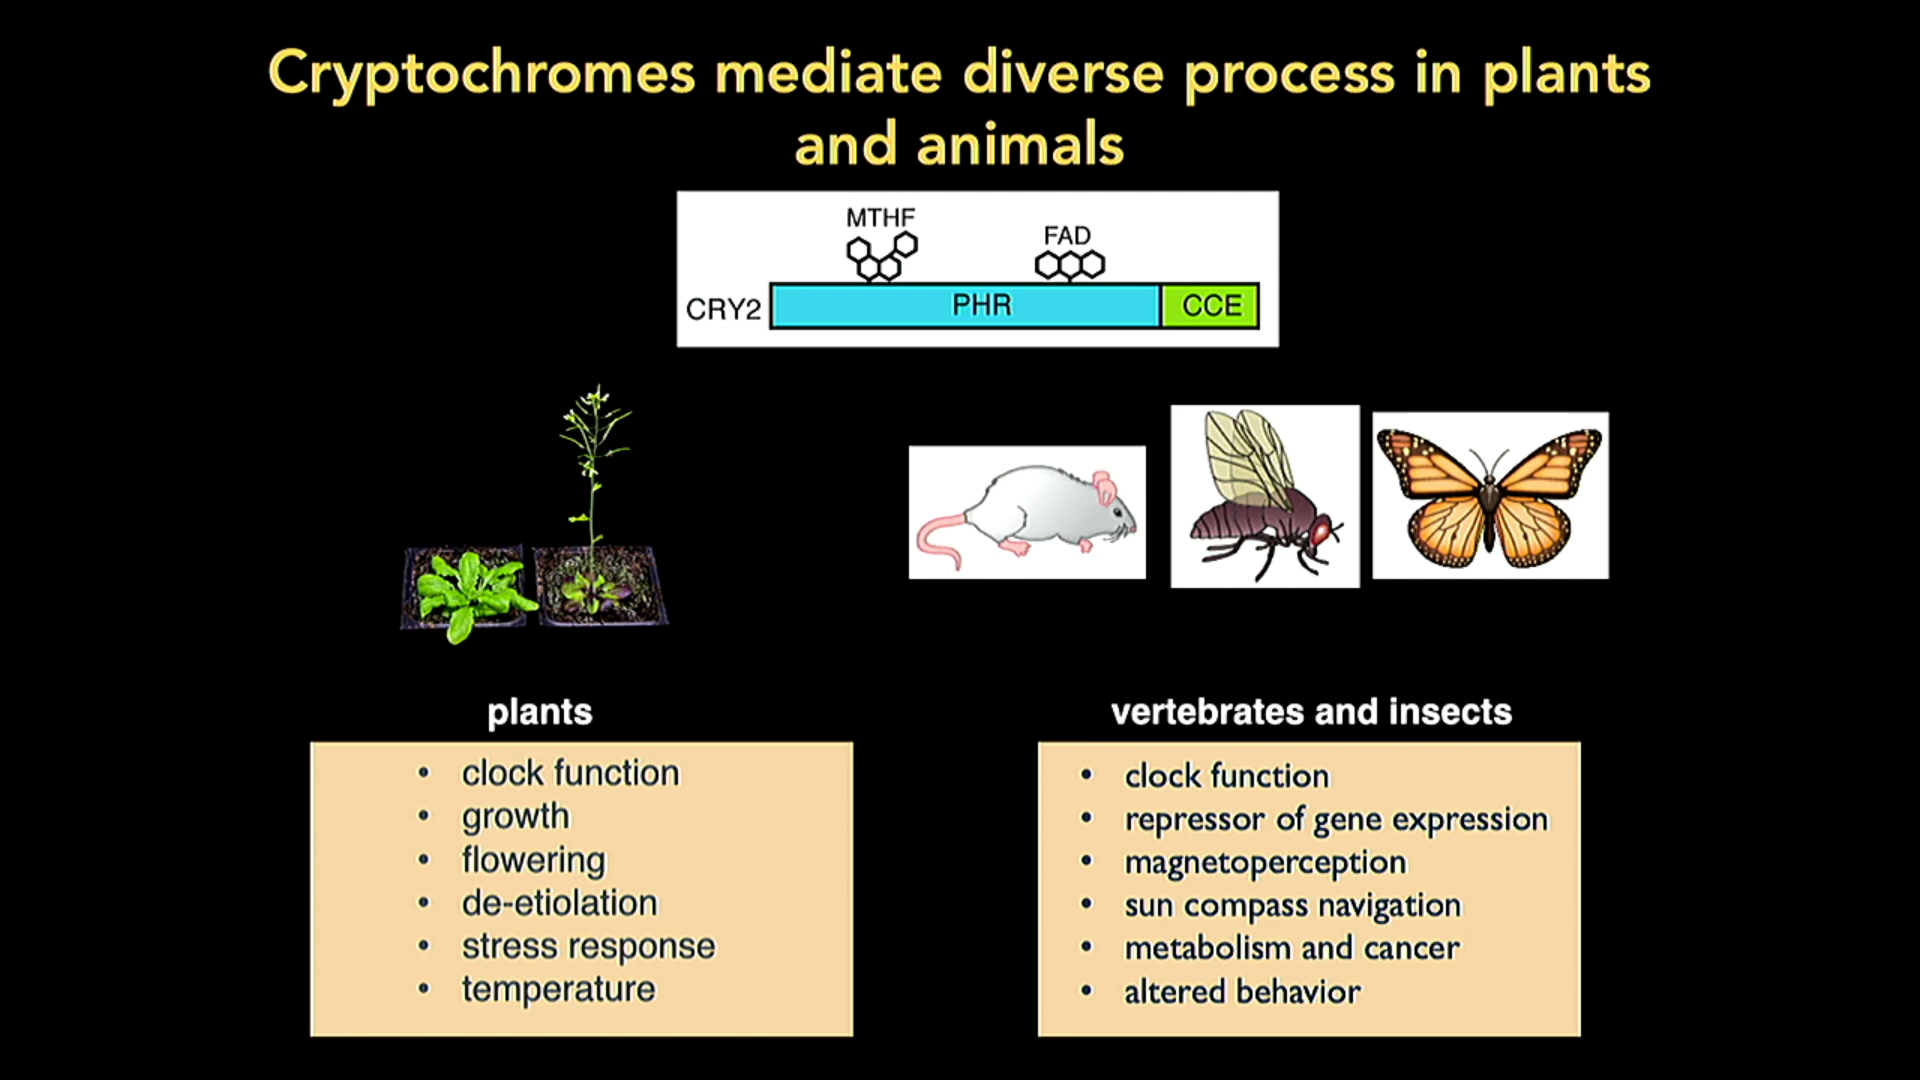 Cryptochromes mediate diverse process in plants
and animals
MTHF
FAD
CRY2
PHR
CCE
plants
• clock function
• growth
• flowering
• de-etiolation
• stress response
• temperature
vertebrates and insects
• clock function
• repressor of gene expression
• magnetoperception
• sun compass navigation
• metabolism and cancer
• altered behavior